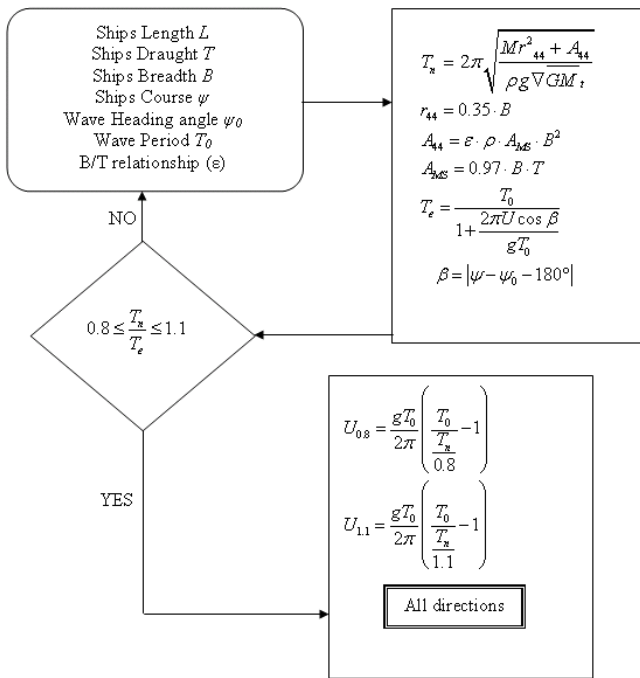 Ships Length L
Ships Draught T
Ships Breadth B
Ships Course ψ
Wave Heading angle ψ₀
Wave Period T₀
B/T relationship (ε)
T_n = 2π√((Mr²₄₄ + A₄₄)/(ρg∇G̅M̅_t))
r₄₄ = 0.35 · B
A₄₄ = ε · ρ · A_MS · B²
A_MS = 0.97 · B · T
T_e = T₀/(1 + (2πU cos β)/(gT₀))
β = |ψ − ψ₀ − 180°|
NO
0.8 ≤ T_n/T_e ≤ 1.1
YES
U_0.8 = (gT₀/2π)(T₀/(T_n/0.8) − 1)
U_1.1 = (gT₀/2π)(T₀/(T_n/1.1) − 1)
All directions